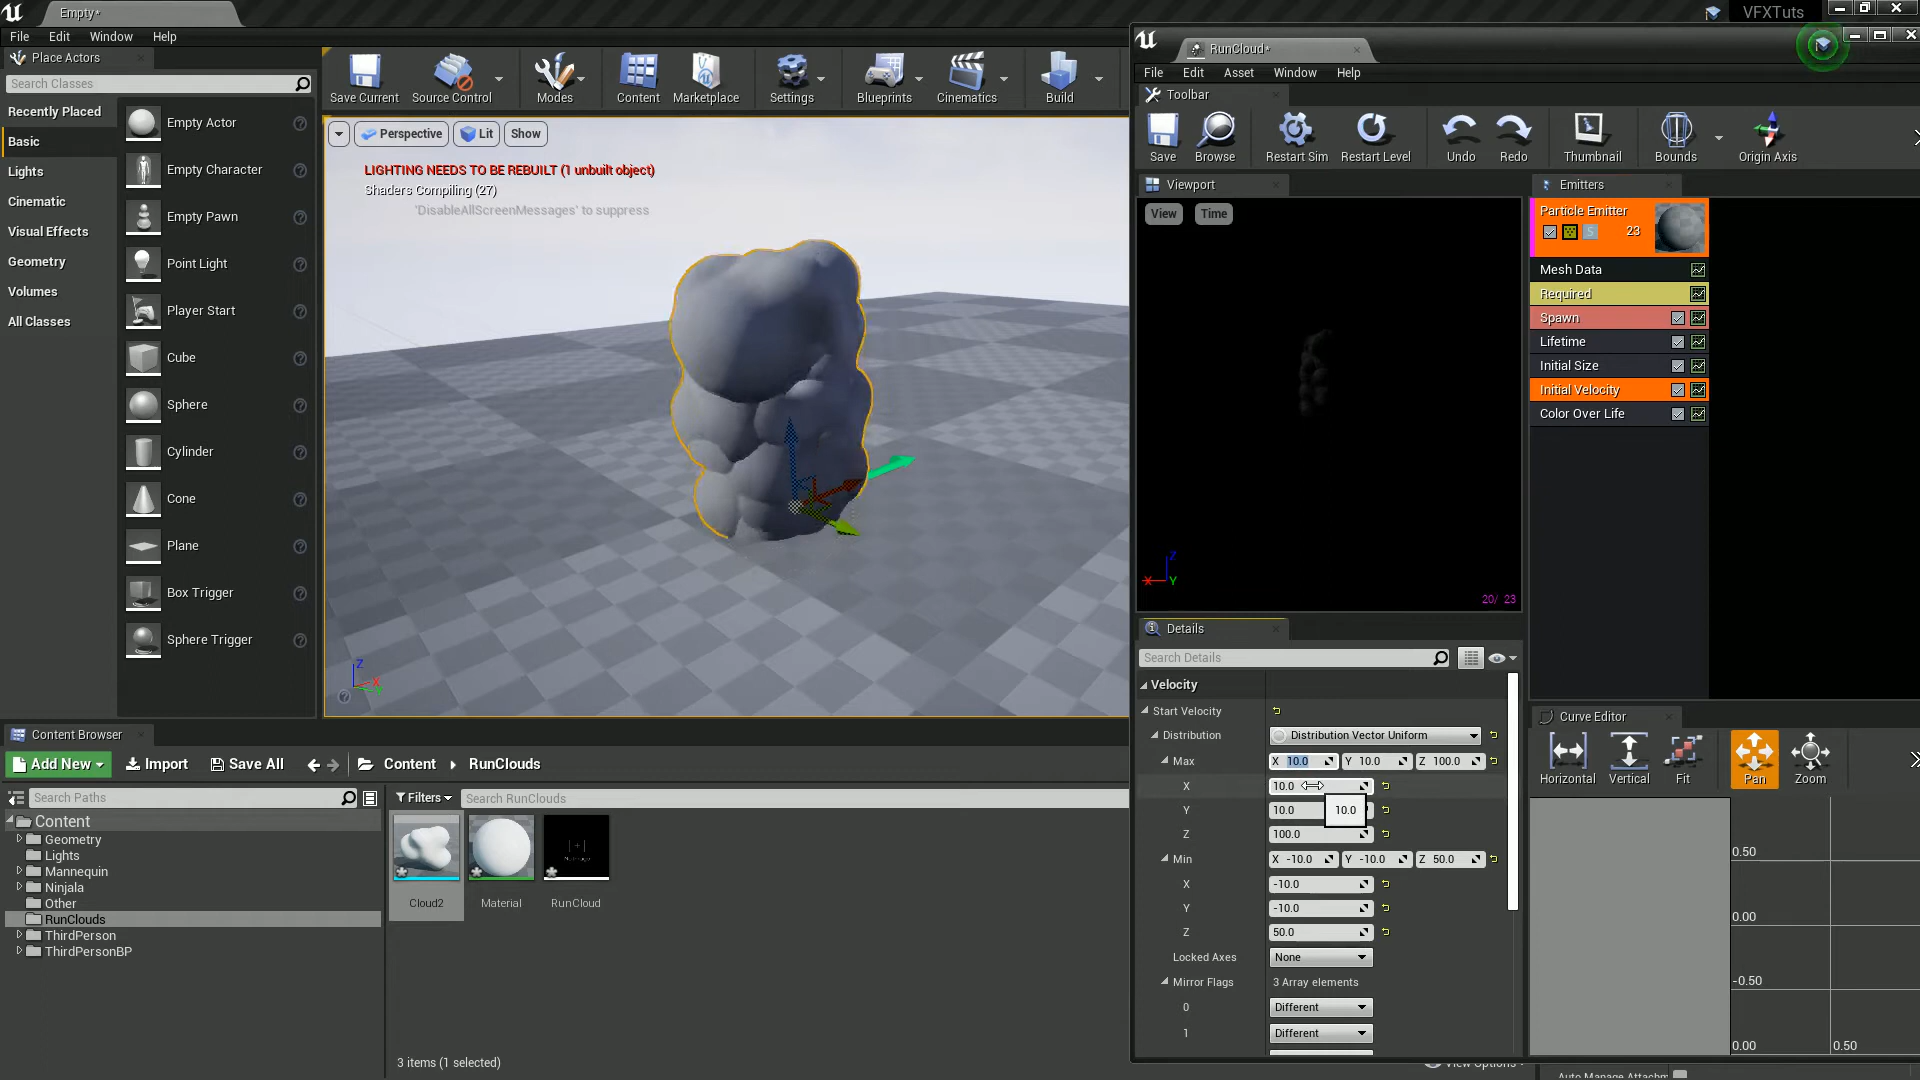 Empty*
VFXTuts
File Edit Window Help
Place Actors
Search Classes
Recently Placed
Basic
Lights
Cinematic
Visual Effects
Geometry
Volumes
All Classes
Empty Actor
Empty Character
Empty Pawn
Point Light
Player Start
Cube
Sphere
Cylinder
Cone
Plane
Box Trigger
Sphere Trigger
Save Current
Source Control
Modes
Content
Marketplace
Settings
Blueprints
Cinematics
Build
Perspective
Lit
Show
LIGHTING NEEDS TO BE REBUILT (1 unbuilt object)
Shaders Compiling (27)
'DisableAllScreenMessages' to suppress
Z
X
Y
RunCloud*
File Edit Asset Window Help
Toolbar
Save
Browse
Restart Sim
Restart Level
Undo
Redo
Thumbnail
Bounds
Origin Axis
Viewport
View
Time
Z
X Y
20/ 23
Emitters
Particle Emitter
S 23
Mesh Data
Required
Spawn
Lifetime
Initial Size
Initial Velocity
Color Over Life
Details
Search Details
Velocity
Start Velocity
Distribution Distribution Vector Uniform
Max X 10.0 Y 10.0 Z 100.0
X 10.0
Y 10.0
10.0
Z 100.0
Min X -10.0 Y -10.0 Z 50.0
X -10.0
Y -10.0
Z 50.0
Locked Axes None
Mirror Flags 3 Array elements
0 Different
1 Different
Curve Editor
Horizontal
Vertical
Fit
Pan
Zoom
0.50
0.00
-0.50
0.00 0.50
Content Browser
Add New
Import
Save All
Content
RunClouds
Search Paths
Filters
Search RunClouds
Content
Geometry
Lights
Mannequin
Ninjala
Other
RunClouds
ThirdPerson
ThirdPersonBP
Cloud2
Material
RunCloud
3 items (1 selected)
View Options
Auto Manage Attachm